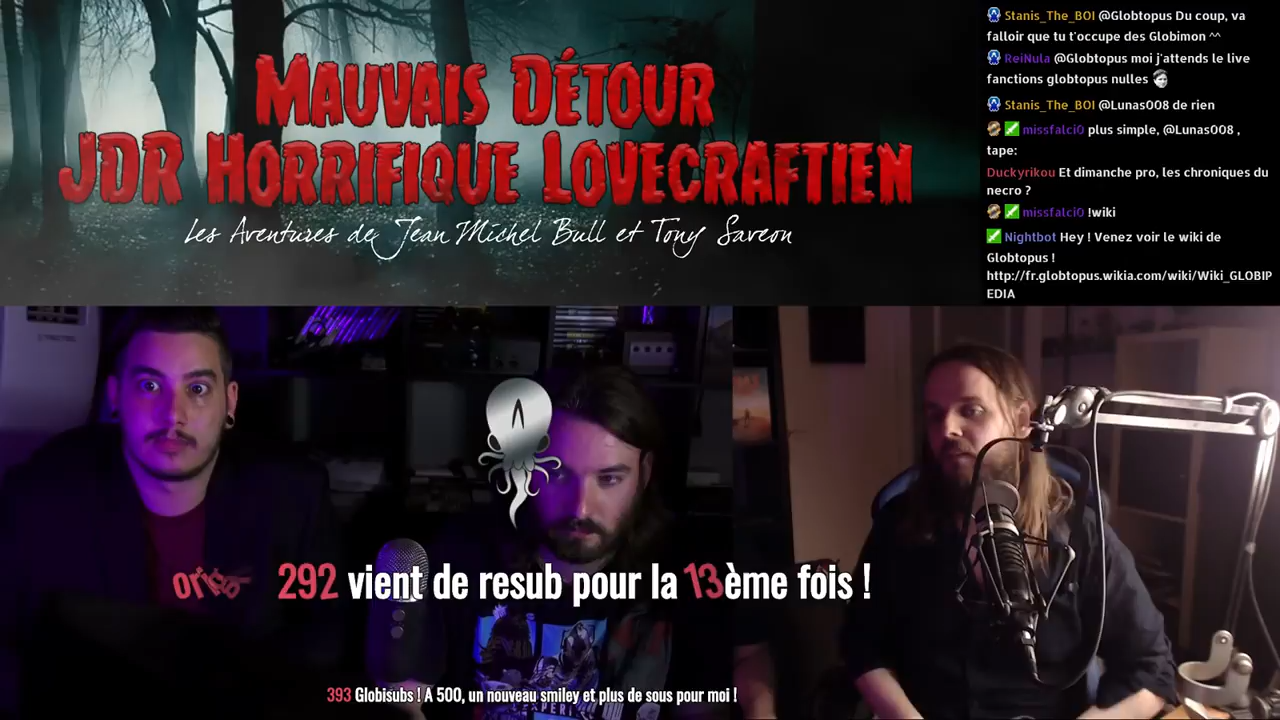 MAUVAIS DÉTOUR
JDR HORRIFIQUE LOVECRAFTIEN
Les Aventures de Jean Michel Bull et Tony Saveon
Stanis_The_BOI @Globtopus Du coup, va
falloir que tu t'occupe des Globimon ^^
ReiNula @Globtopus moi j'attends le live
fanctions globtopus nulles
Stanis_The_BOI @Lunas008 de rien
missfalci0 plus simple, @Lunas008 ,
tape:
Duckyrikou Et dimanche pro, les chroniques du
necro ?
missfalci0 !wiki
Nightbot Hey ! Venez voir le wiki de
Globtopus !
http://fr.globtopus.wikia.com/wiki/Wiki_GLOBIP
EDIA
292 vient de resub pour la 13ème fois !
393 Globisubs ! A 500, un nouveau smiley et plus de sous pour moi !